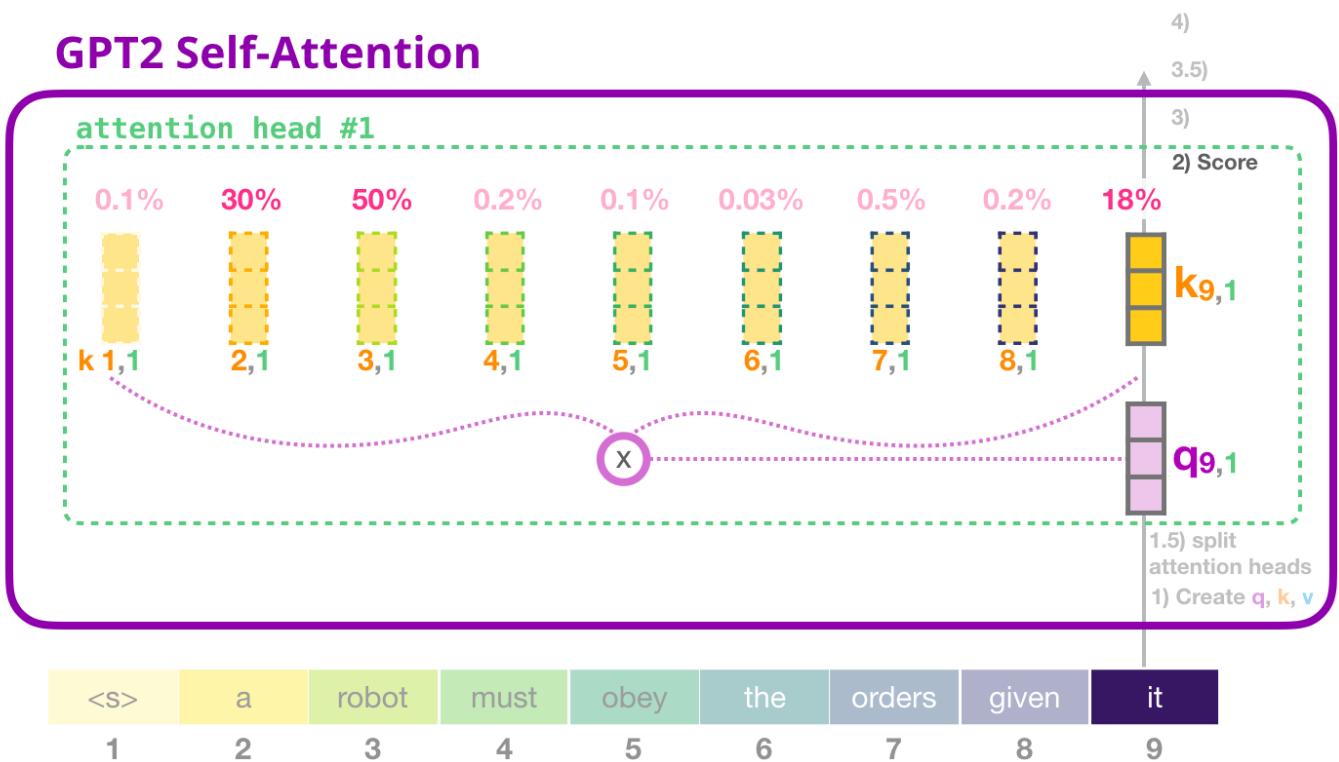 4)
GPT2 Self-Attention
3.5)
3)
attention head #1
2) Score
0.1% 30% 50% 0.2% 0.1% 0.03% 0.5% 0.2% 18%
k9,1
k 1,1 2,1 3,1 4,1 5,1 6,1 7,1 8,1
x
q9,1
1.5) split
attention heads
1) Create q, k, v
<s> a robot must obey the orders given it
1 2 3 4 5 6 7 8 9